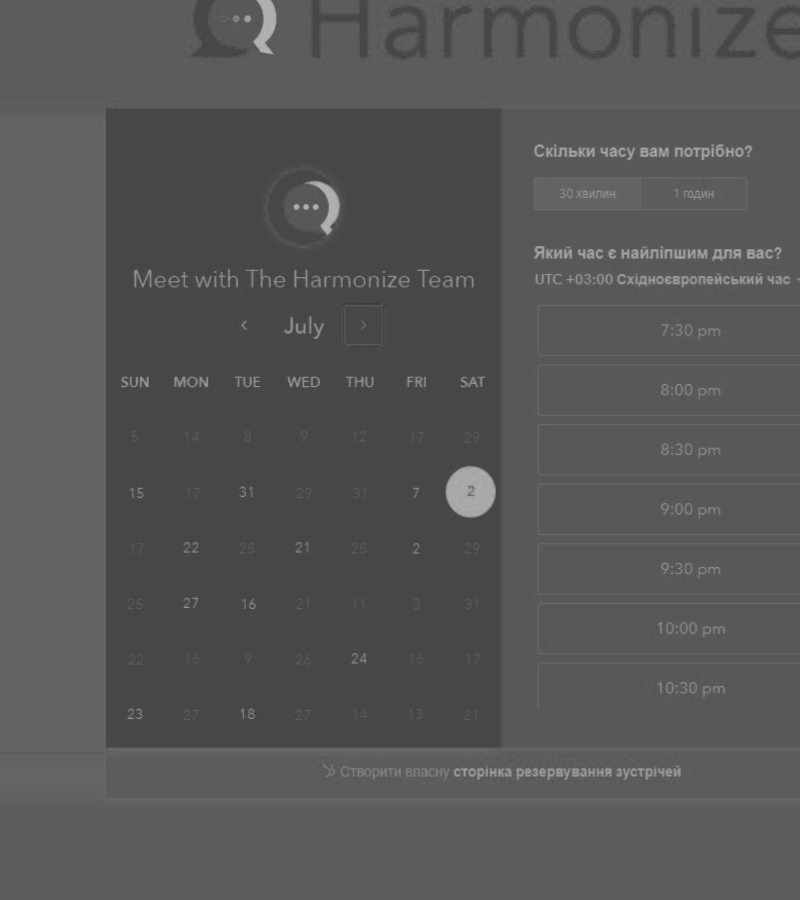 Harmonize
Meet with The Harmonize Team
July
SUN MON TUE WED THU FRI SAT
5 14 8 9 12 17 29
15 17 31 29 31 7 2
17 22 25 21 25 2 29
25 27 16 21 11 3 31
22 16 9 26 24 16 17
23 27 18 27 14 13 21
Скільки часу вам потрібно?
30 хвилин 1 годин
Який час є найліпшим для вас?
UTC +03:00 Східноєвропейський час
7:30 pm
8:00 pm
8:30 pm
9:00 pm
9:30 pm
10:00 pm
10:30 pm
Створити власну сторінка резервування зустрічей